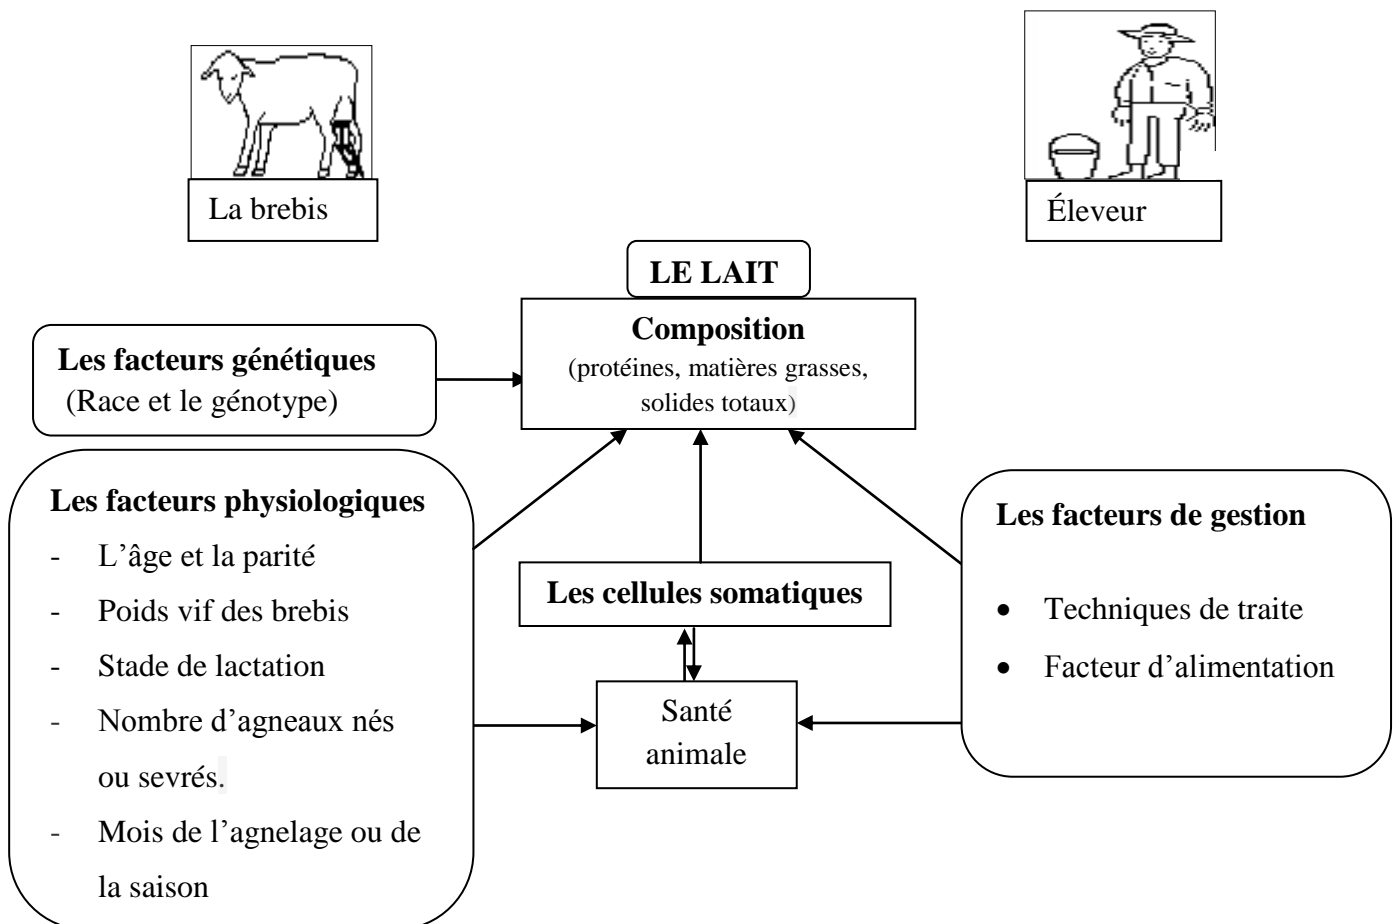 La brebis
Éleveur
LE LAIT
Composition
(protéines, matières grasses,
solides totaux)
Les facteurs génétiques
(Race et le génotype)
Les facteurs physiologiques
- L’âge et la parité
- Poids vif des brebis
- Stade de lactation
- Nombre d’agneaux nés
ou sevrés.
- Mois de l’agnelage ou de
la saison
Les cellules somatiques
Santé
animale
Les facteurs de gestion
• Techniques de traite
• Facteur d’alimentation